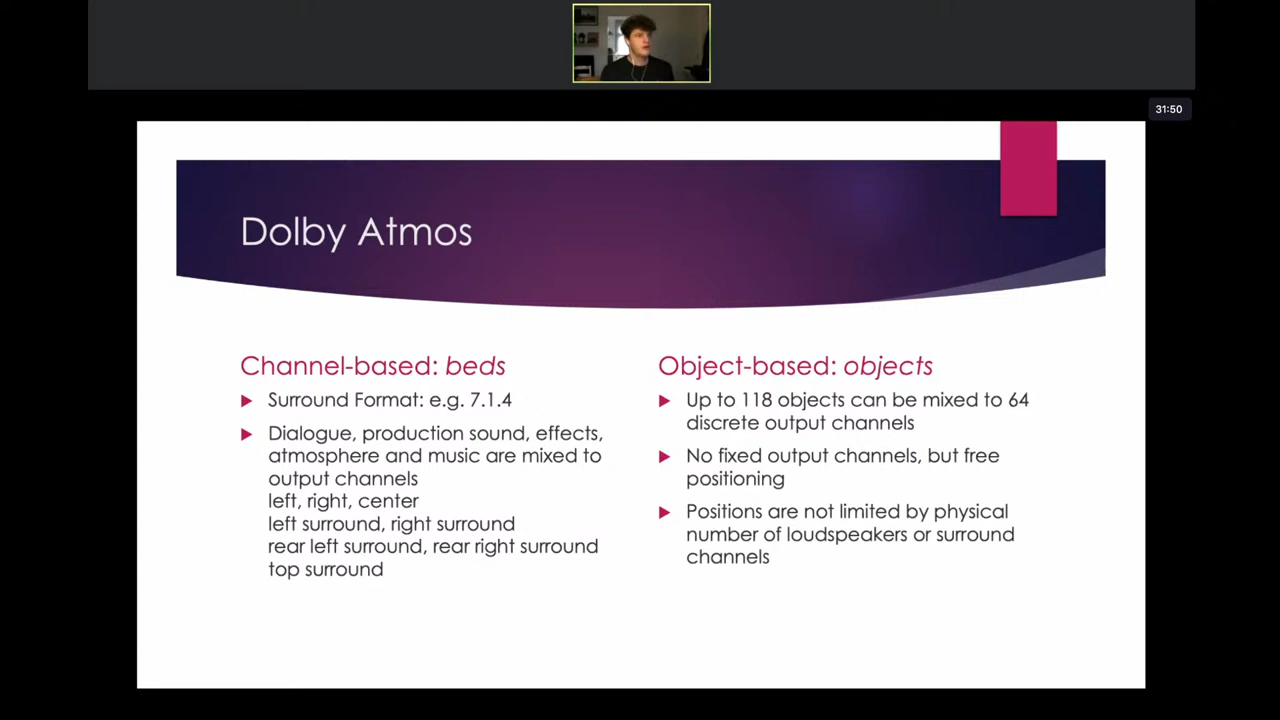 31:50
Dolby Atmos
Channel-based: beds
Surround Format: e.g. 7.1.4
Dialogue, production sound, effects,
atmosphere and music are mixed to
output channels
left, right, center
left surround, right surround
rear left surround, rear right surround
top surround
Object-based: objects
Up to 118 objects can be mixed to 64
discrete output channels
No fixed output channels, but free
positioning
Positions are not limited by physical
number of loudspeakers or surround
channels